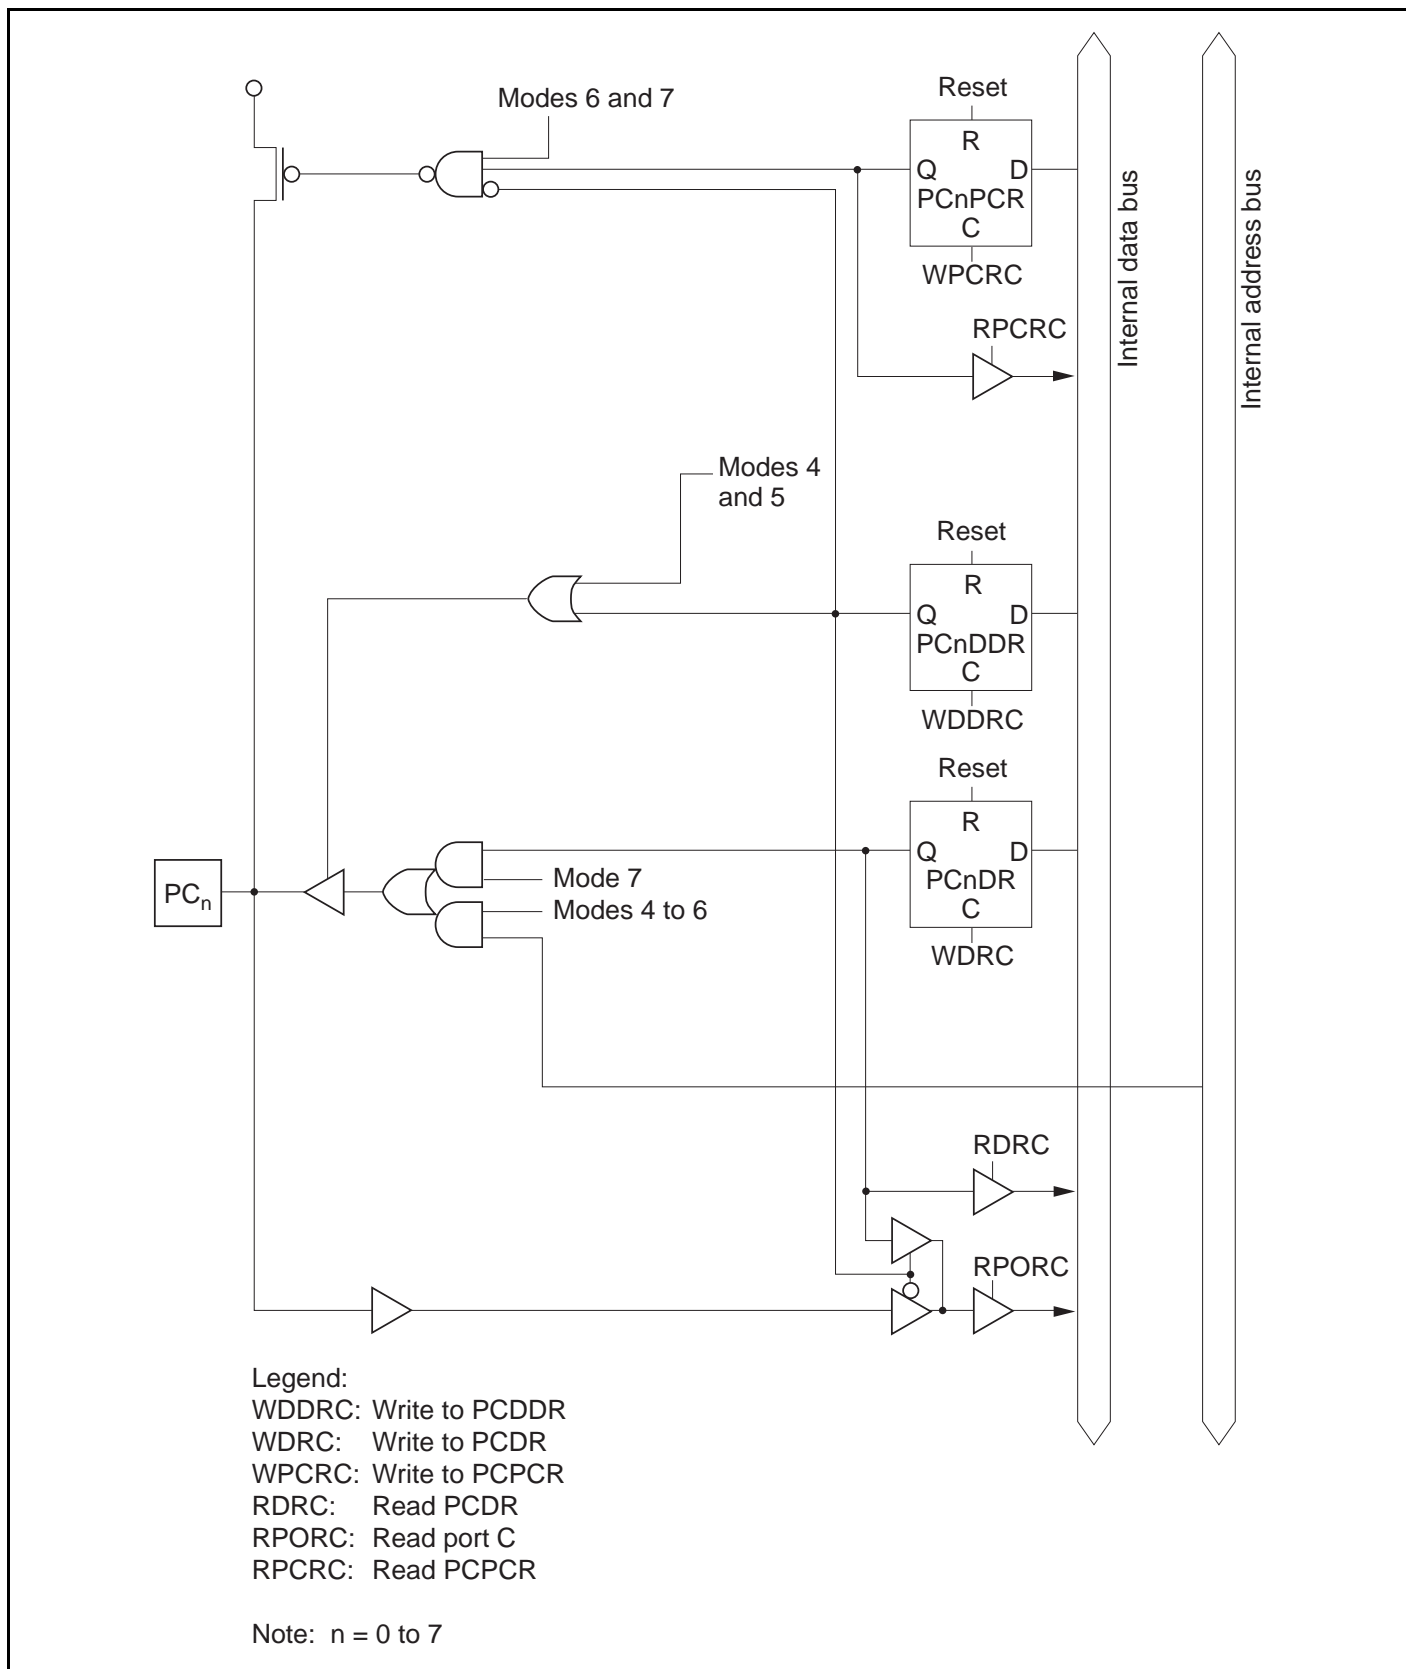 Modes 6 and 7
Reset
R
Q D
PCnPCR
C
WPCRC
Internal data bus
Internal address bus
RPCRC
Modes 4
and 5
Reset
R
Q D
PCnDDR
C
WDDRC
Reset
R
Q D
PCnDR
C
WDRC
PCn
Mode 7
Modes 4 to 6
RDRC
RPORC
Legend:
WDDRC: Write to PCDDR
WDRC: Write to PCDR
WPCRC: Write to PCPCR
RDRC: Read PCDR
RPORC: Read port C
RPCRC: Read PCPCR
Note: n = 0 to 7